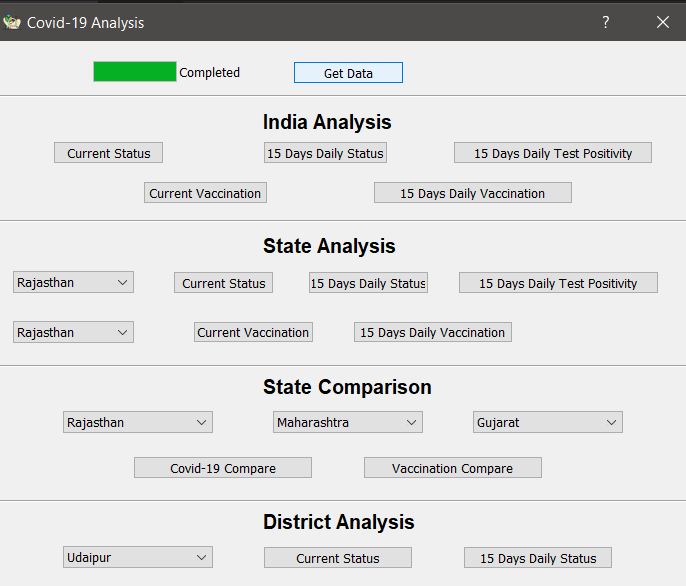 Covid-19 Analysis ?
Completed Get Data
India Analysis
Current Status 15 Days Daily Status 15 Days Daily Test Positivity
Current Vaccination 15 Days Daily Vaccination
State Analysis
Rajasthan Current Status 15 Days Daily Status 15 Days Daily Test Positivity
Rajasthan Current Vaccination 15 Days Daily Vaccination
State Comparison
Rajasthan Maharashtra Gujarat
Covid-19 Compare Vaccination Compare
District Analysis
Udaipur Current Status 15 Days Daily Status